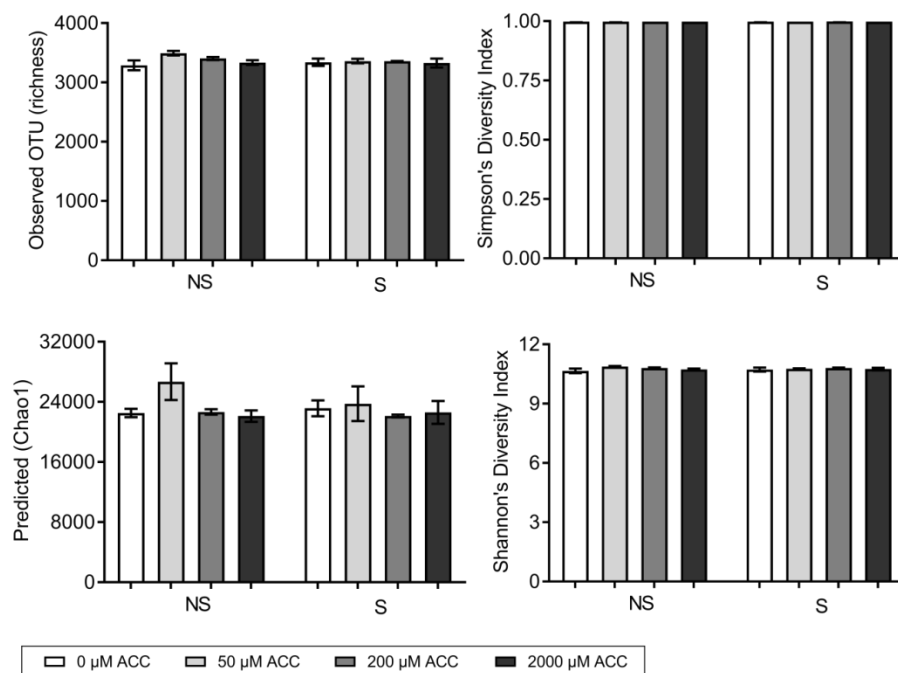 Observed OTU (richness)
4000
3000
2000
1000
0
NS
S
Simpson's Diversity Index
1.00
0.75
0.50
0.25
0.00
NS
S
Predicted (Chao1)
32000
24000
16000
8000
0
NS
S
Shannon's Diversity Index
12
9
6
3
0
NS
S
0 µM ACC 50 µM ACC 200 µM ACC 2000 µM ACC